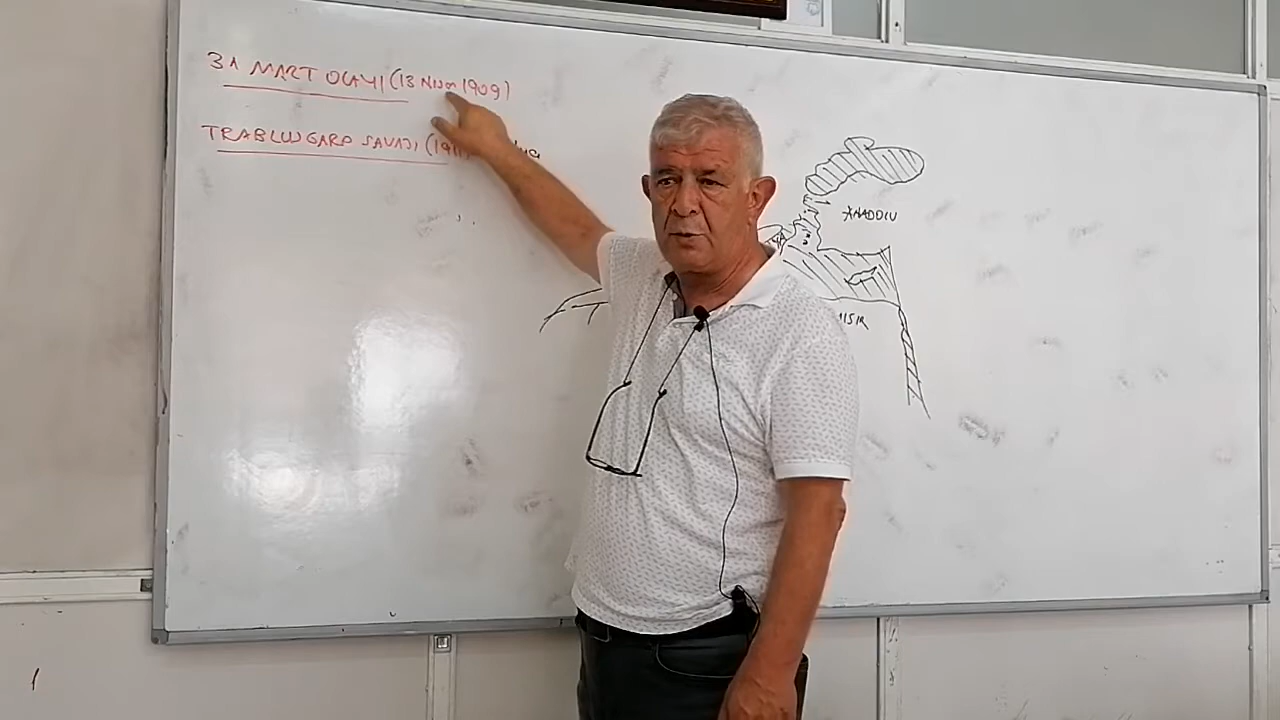 31 MART OLAYI (13 Nisan 1909)
TRABLUSGARP SAVAŞI (1911
ANADOLU
MISIR